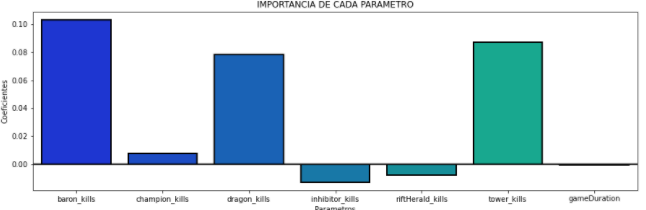 IMPORTANCIA DE CADA PARAMETRO
Coeficientes
0.10
0.08
0.06
0.04
0.02
0.00
baron_kills champion_kills dragon_kills inhibitor_kills riftHerald_kills tower_kills gameDuration
Parametros